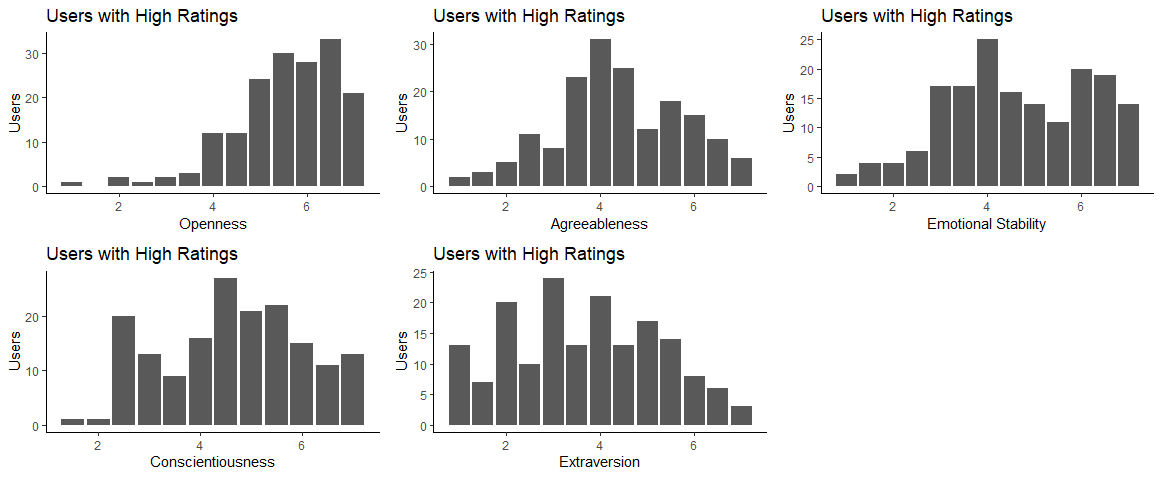 Users with High Ratings
Users
30
20
10
0
2
4
6
Openness
Users with High Ratings
Users
30
20
10
0
2
4
6
Agreeableness
Users with High Ratings
Users
25
20
15
10
5
0
2
4
6
Emotional Stability
Users with High Ratings
Users
20
10
0
2
4
6
Conscientiousness
Users with High Ratings
Users
25
20
15
10
5
0
2
4
6
Extraversion